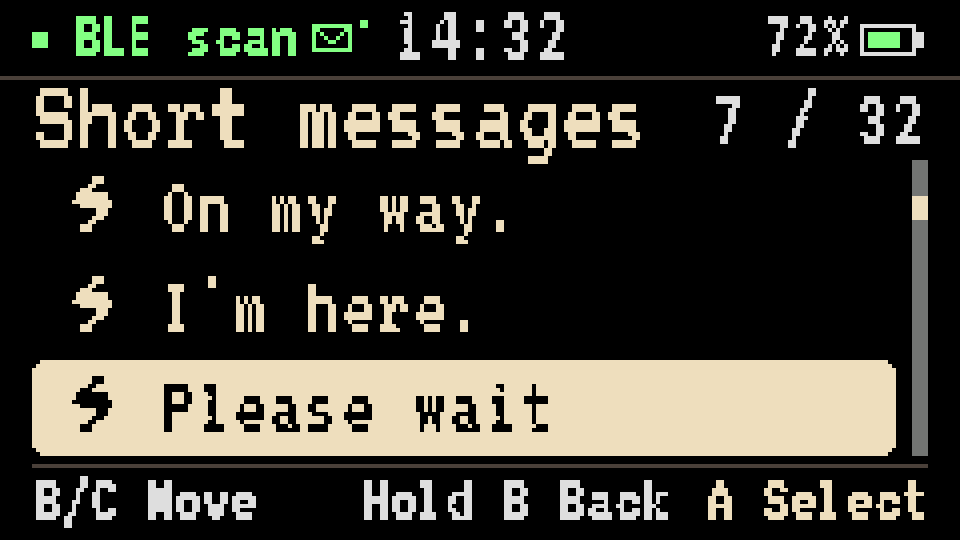 BLE scan 14:32 72%
Short messages 7 / 32
On my way.
I'm here.
Please wait
B/C Move Hold B Back A Select